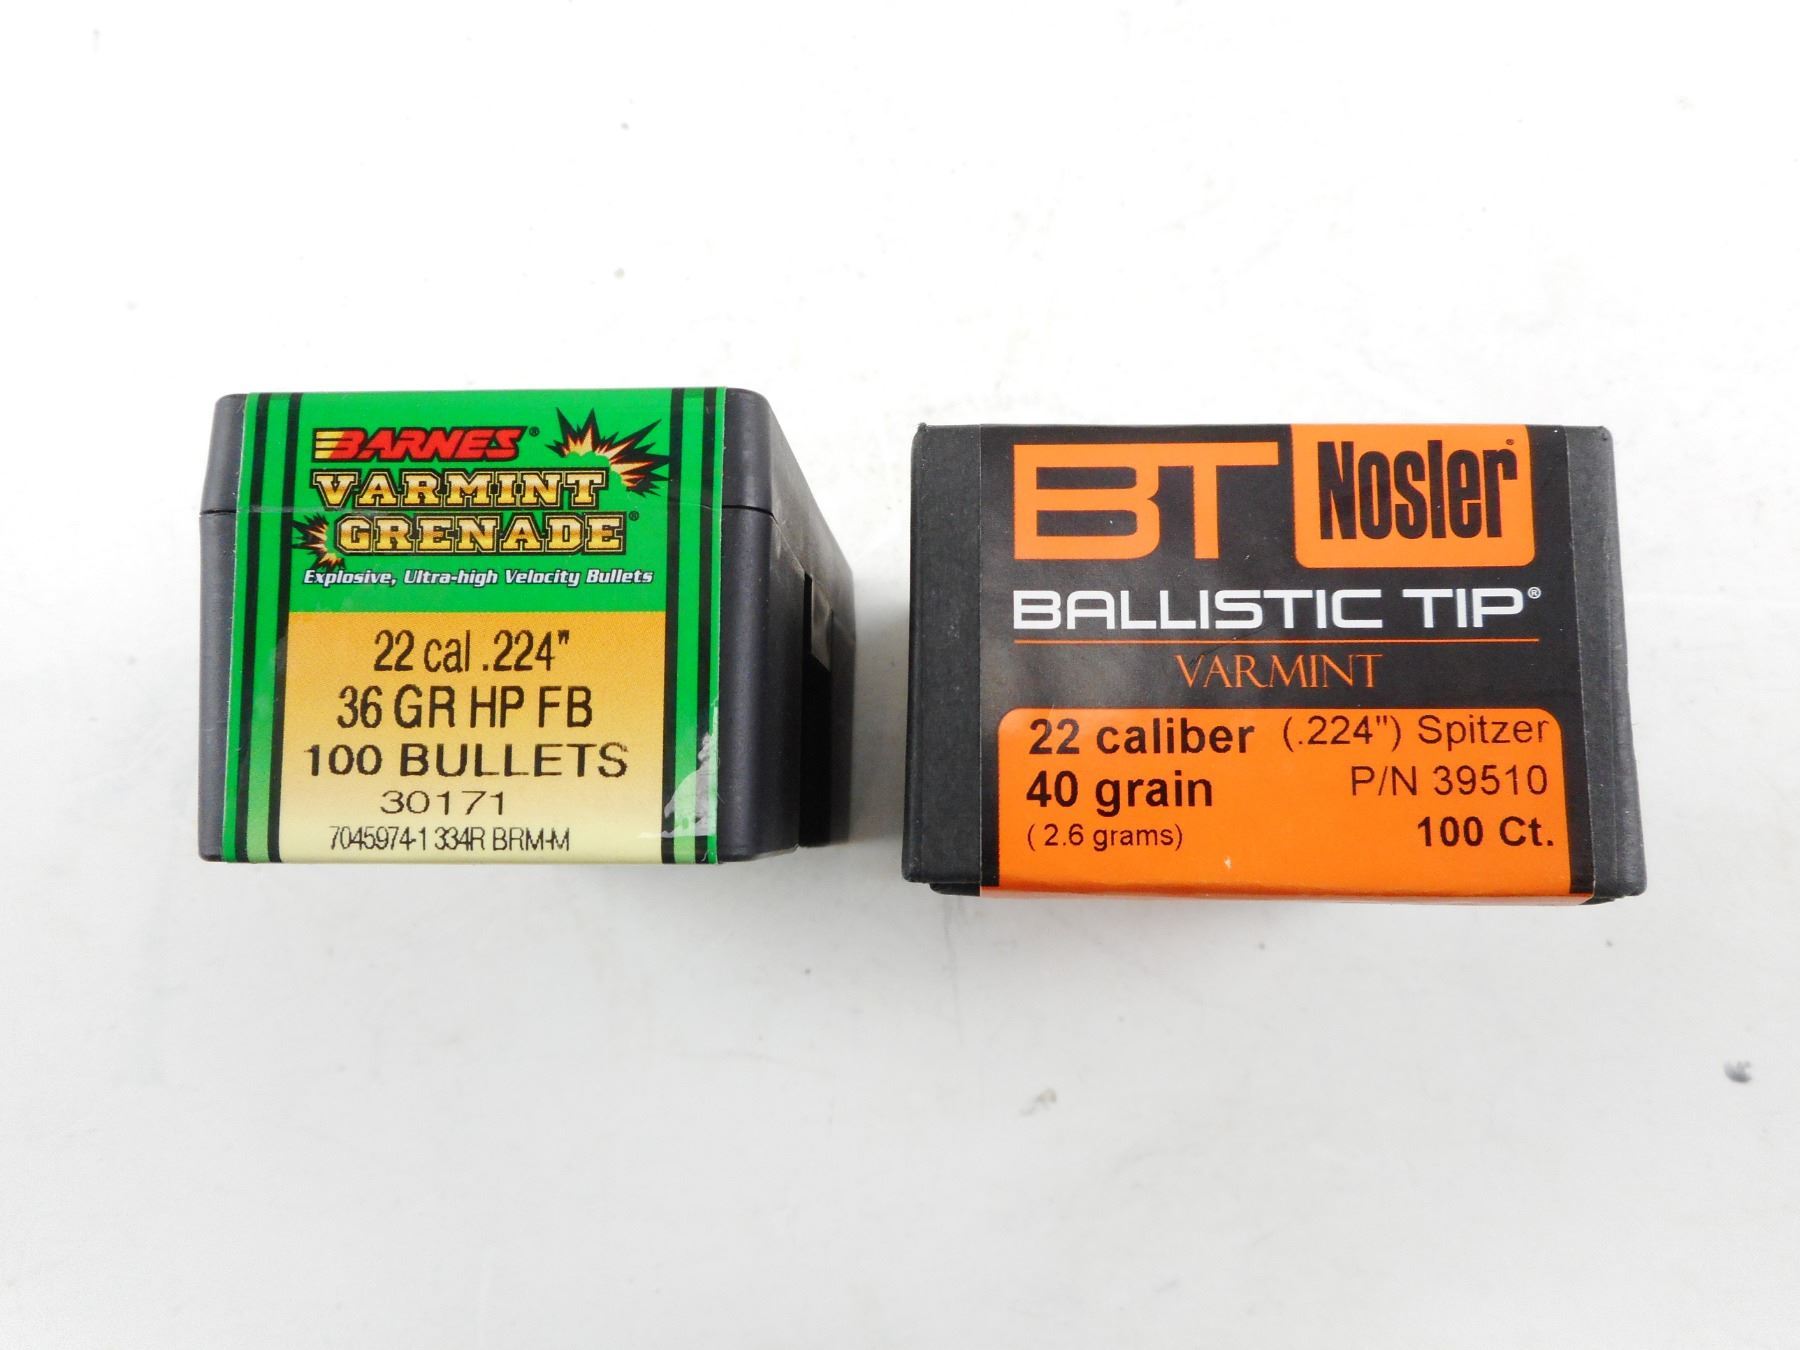 BARNES®
VARMINT
GRENADE®
Explosive, Ultra-high Velocity Bullets
22 cal .224"
36 GR HP FB
100 BULLETS
30171
7045974-1 334R BRM-M
BT Nosler®
BALLISTIC TIP®
VARMINT
22 caliber (.224") Spitzer
40 grain P/N 39510
(2.6 grams) 100 Ct.